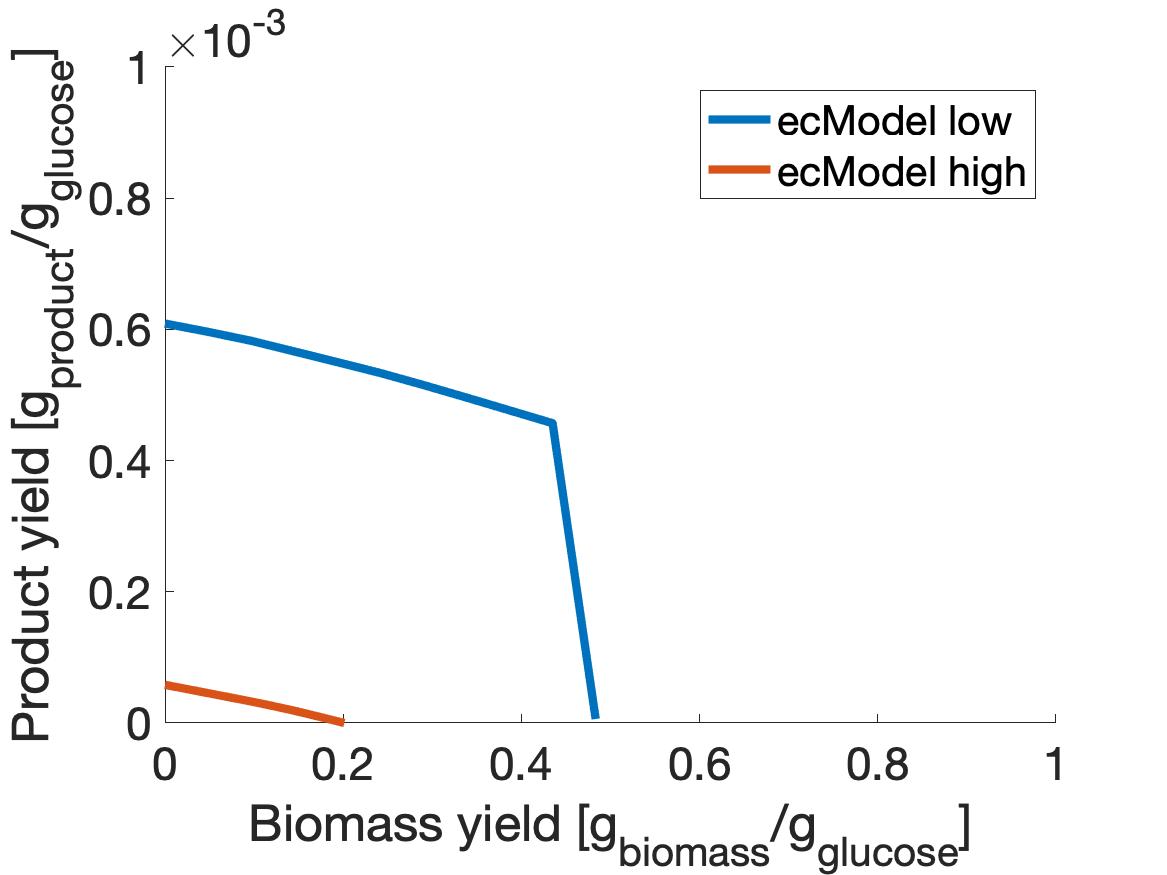 ×10⁻³
1
0.8
0.6
0.4
0.2
0
0 0.2 0.4 0.6 0.8 1
Product yield [g_product/g_glucose]
Biomass yield [g_biomass/g_glucose]
ecModel low
ecModel high